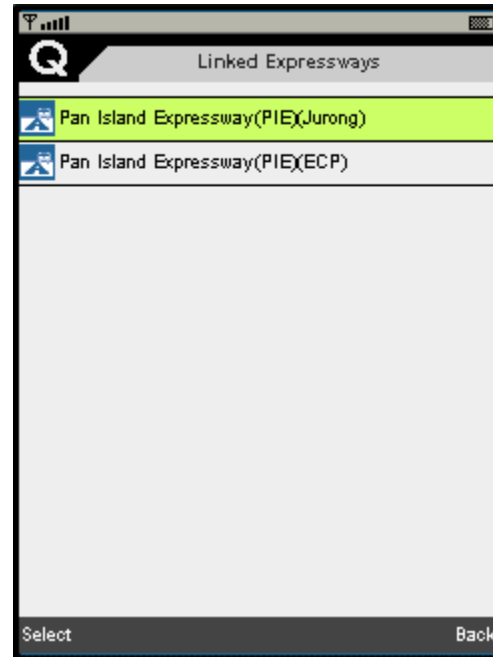 Q
Linked Expressways
Pan Island Expressway(PIE)(Jurong)
Pan Island Expressway(PIE)(ECP)
Select Back